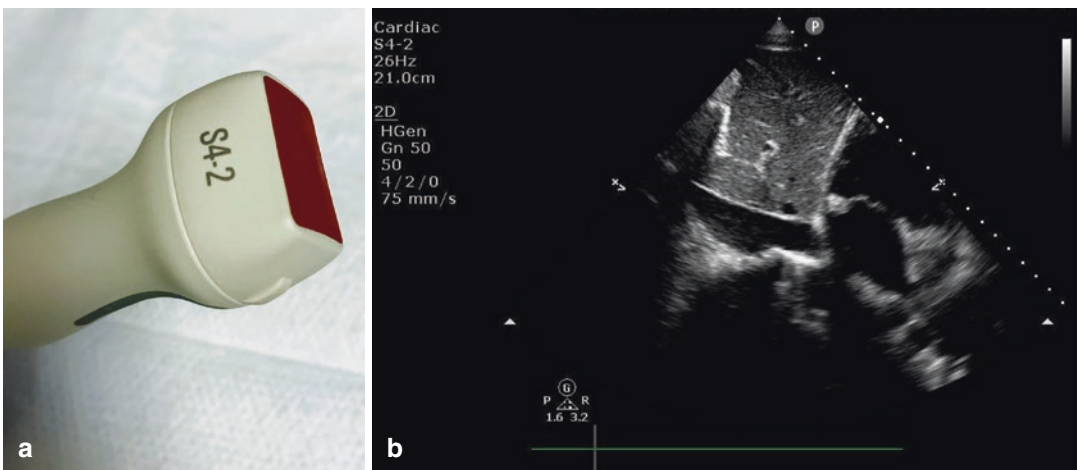 S4-2
a
Cardiac
S4-2
26Hz
21.0cm
2D
HGen
Gn 50
50
4/2/0
75 mm/s
P
G
P R
1.6 3.2
b